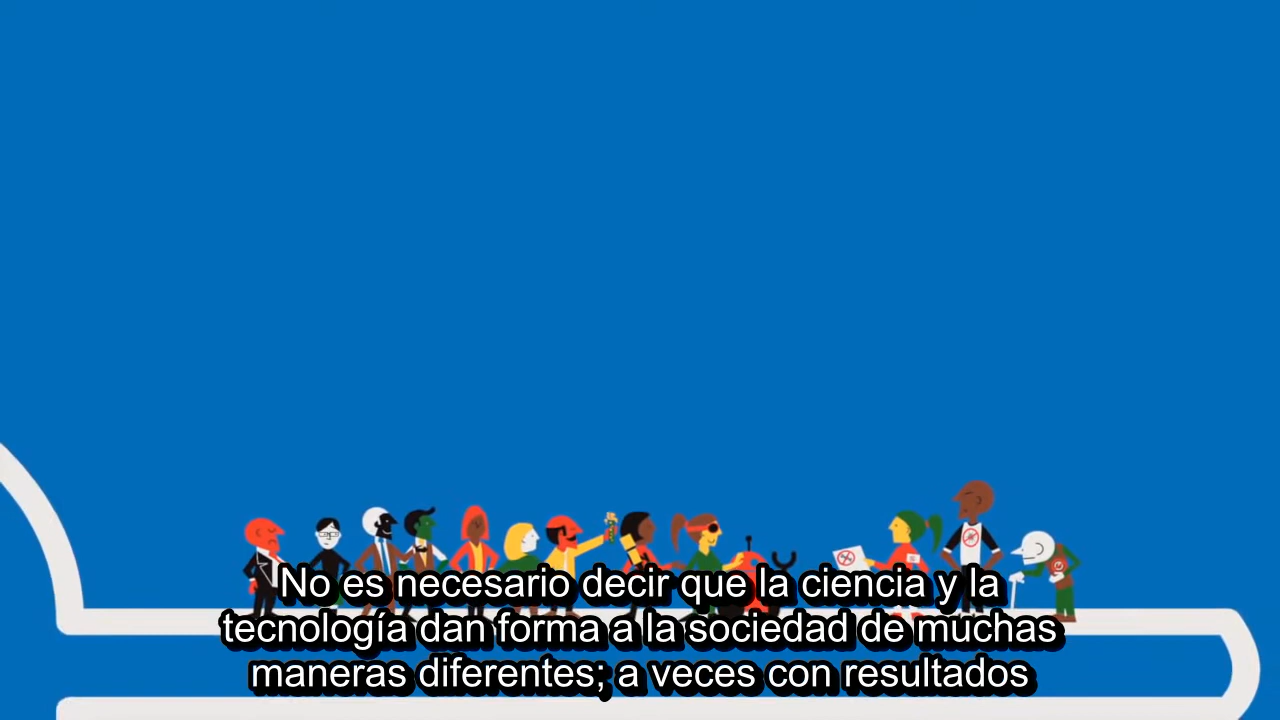 No es necesario decir que la ciencia y la
tecnología dan forma a la sociedad de muchas
maneras diferentes; a veces con resultados